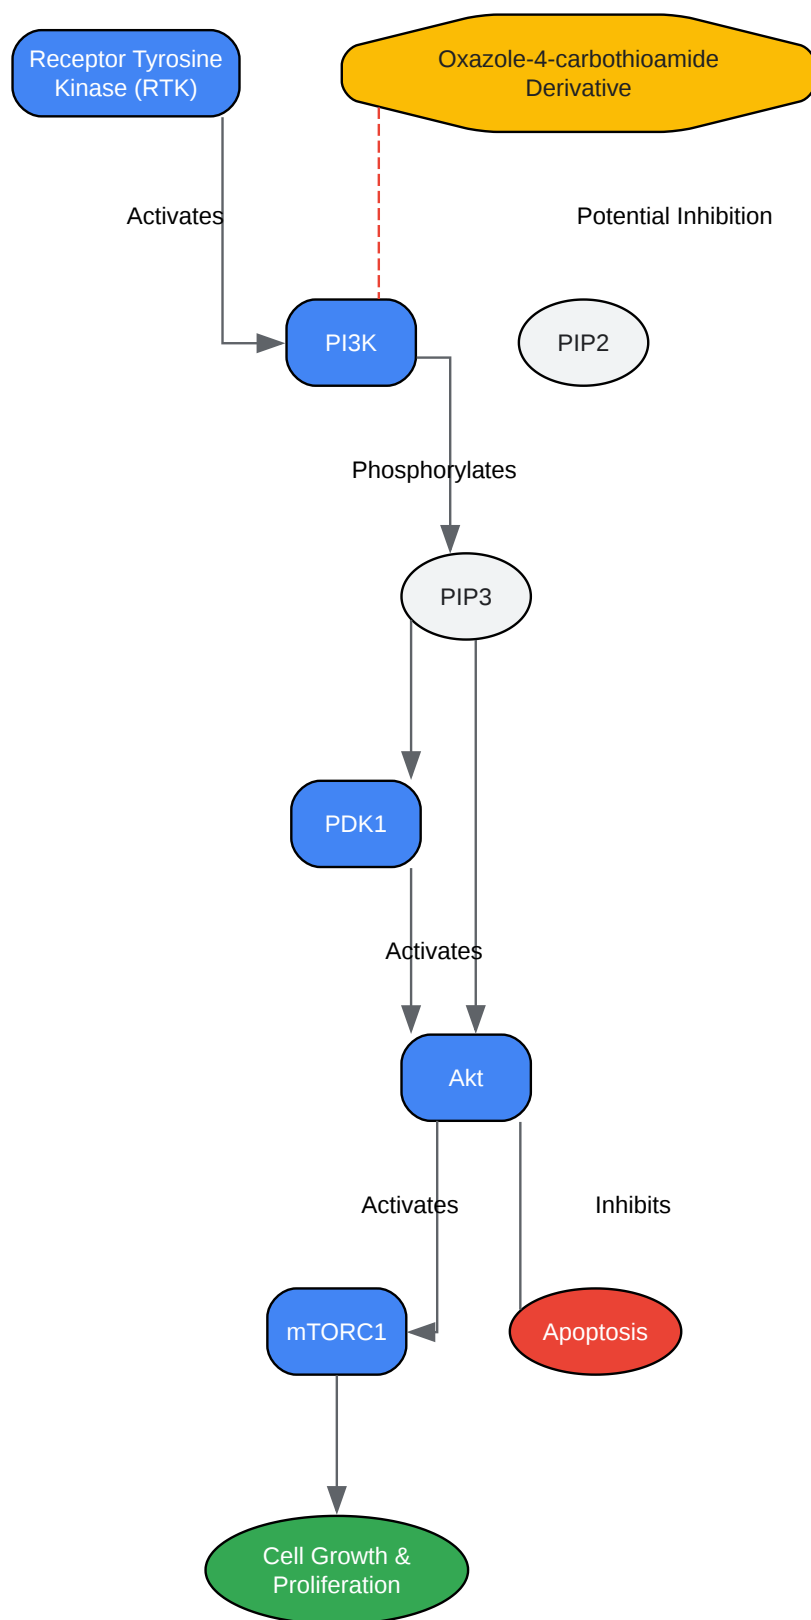 Receptor Tyrosine
Kinase (RTK)
Oxazole-4-carbothioamide
Derivative
Activates
Potential Inhibition
PI3K
PIP2
Phosphorylates
PIP3
PDK1
Activates
Akt
Activates
Inhibits
mTORC1
Apoptosis
Cell Growth &
Proliferation